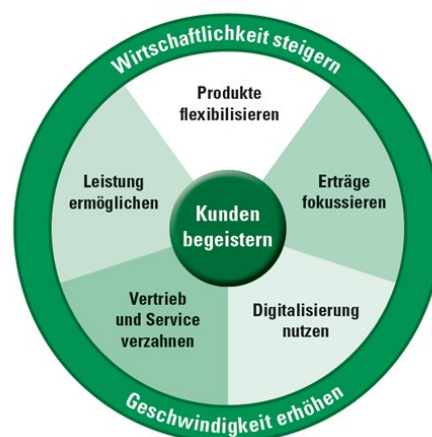 Wirtschaftlichkeit steigern
Produkte
flexibilisieren
Leistung
ermöglichen
Erträge
fokussieren
Kunden
begeistern
Vertrieb
und Service
verzahnen
Digitalisierung
nutzen
Geschwindigkeit erhöhen